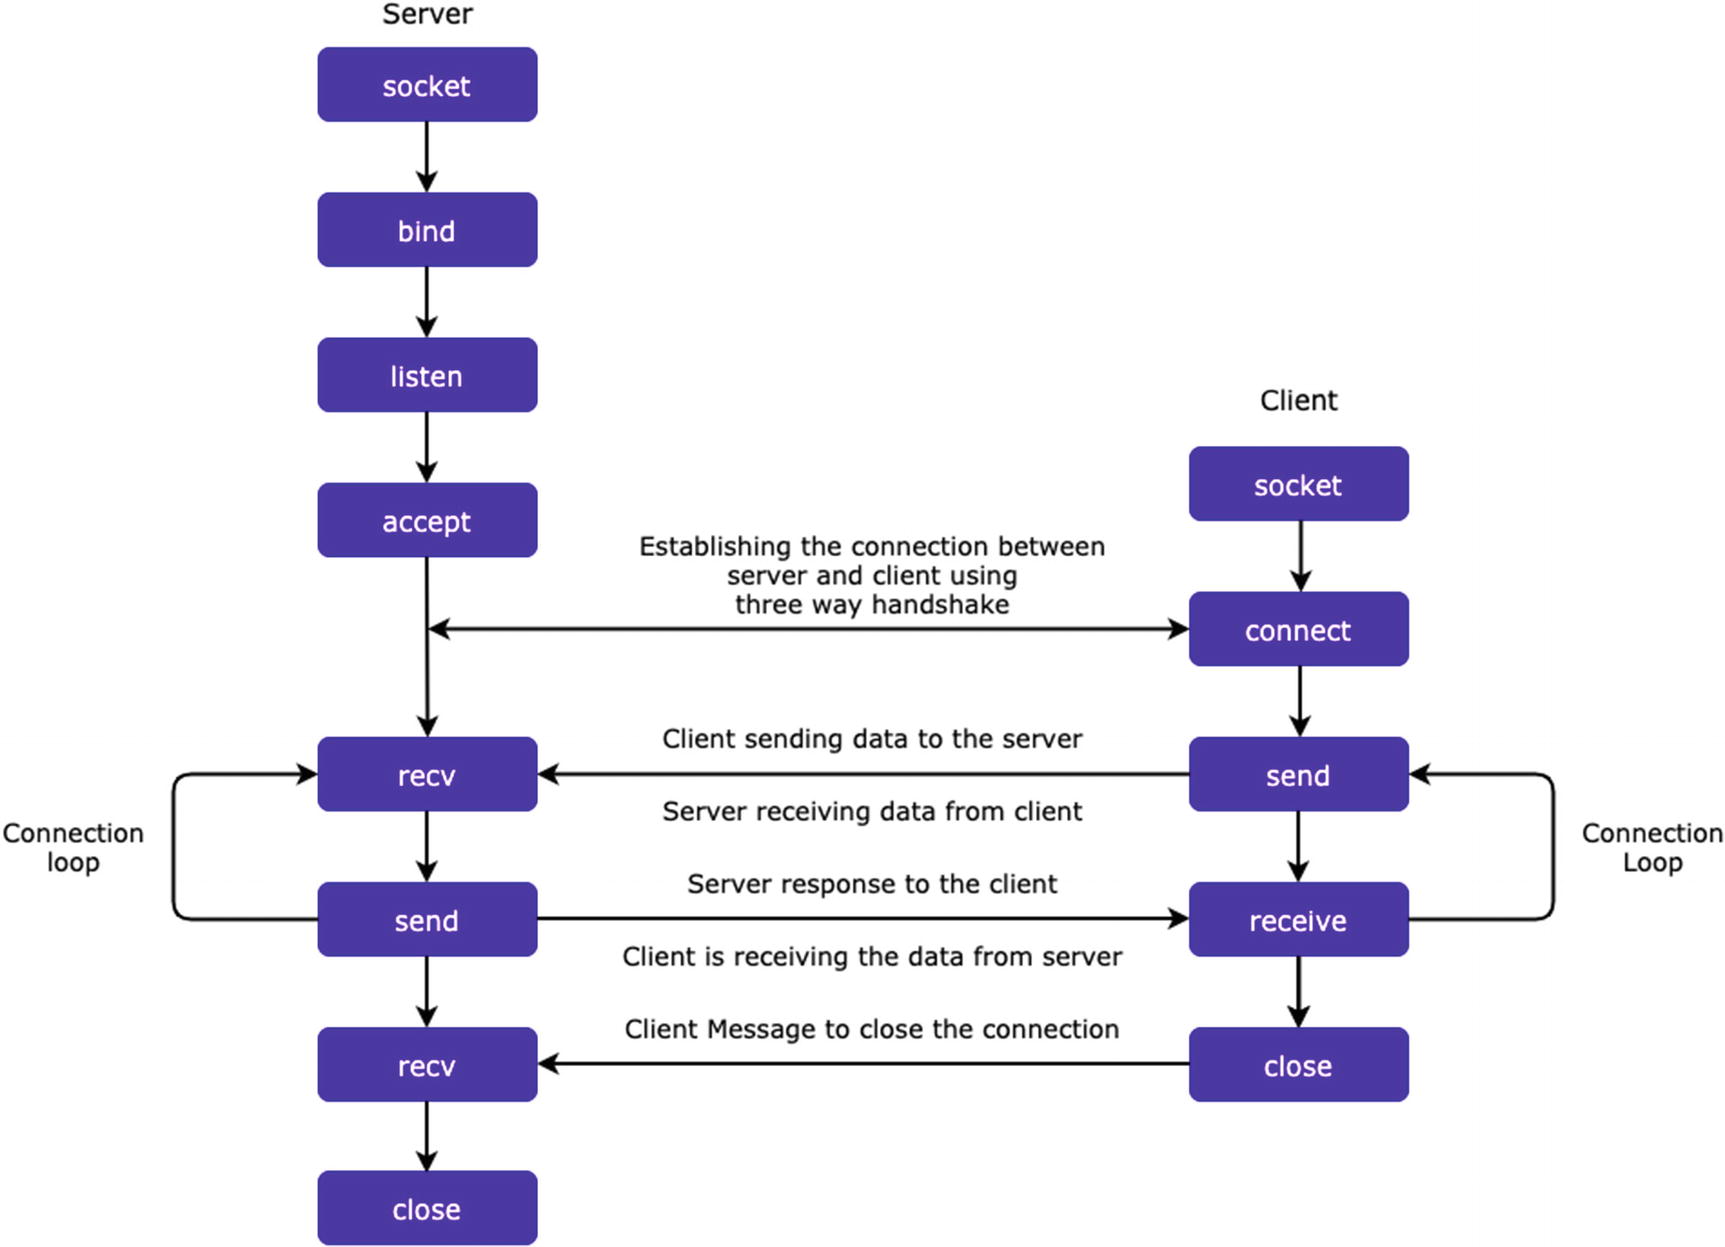 Server
socket
bind
listen
accept
Client
socket
Establishing the connection between
server and client using
three way handshake
connect
Client sending data to the server
recv
send
Server receiving data from client
Connection
loop
Connection
Loop
Server response to the client
send
receive
Client is receiving the data from server
Client Message to close the connection
recv
close
close